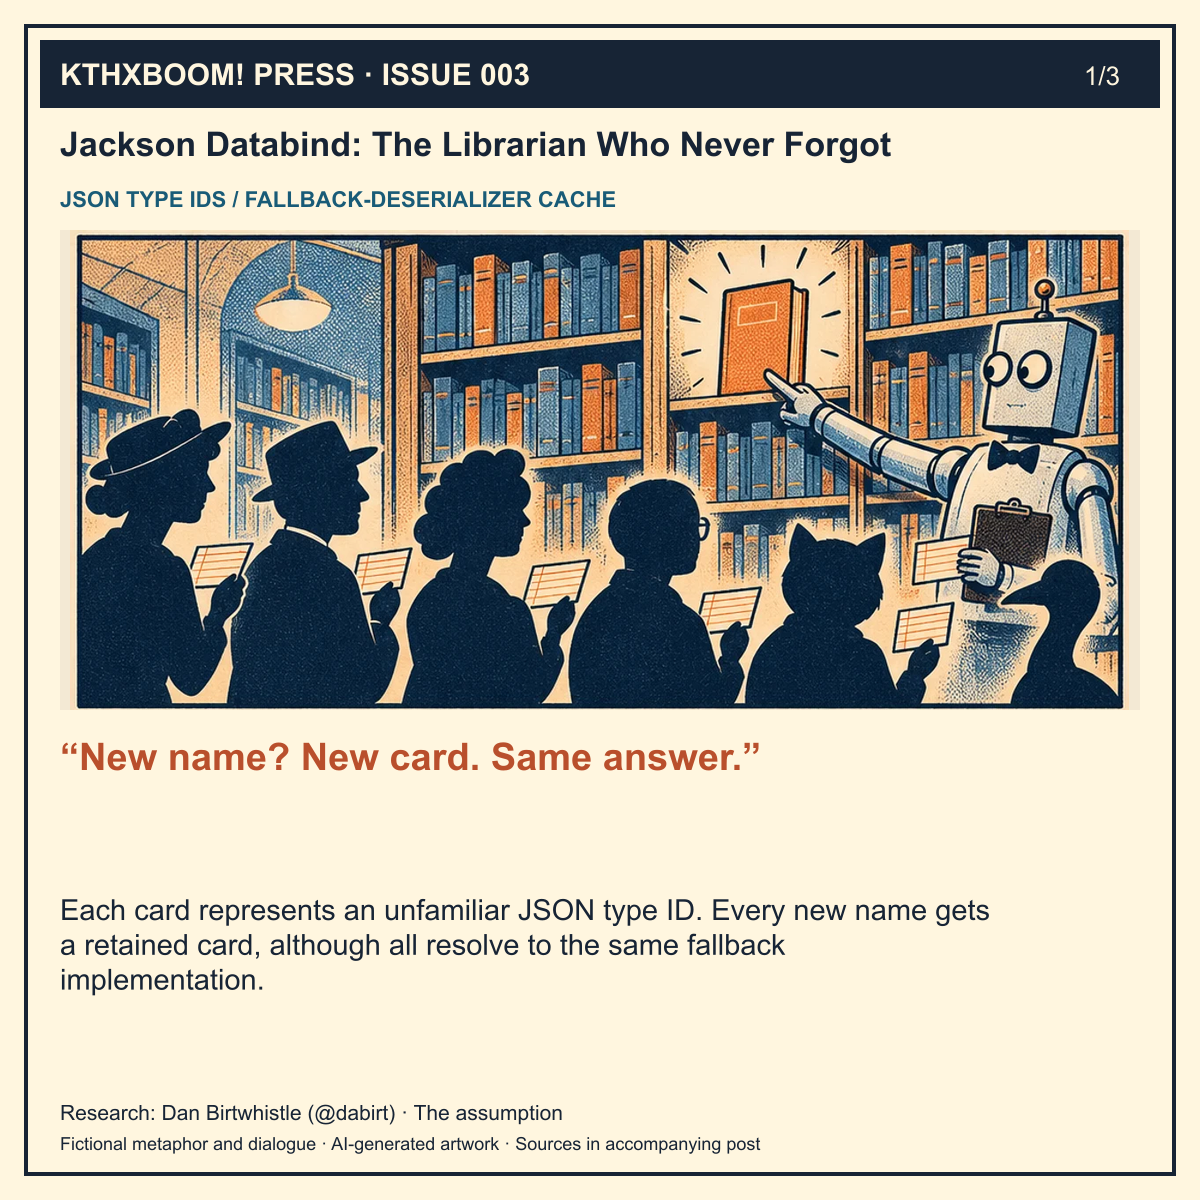 KTHXBOOM! PRESS · ISSUE 003
1/3
Jackson Databind: The Librarian Who Never Forgot
JSON TYPE IDS / FALLBACK-DESERIALIZER CACHE
“New name? New card. Same answer.”
Each card represents an unfamiliar JSON type ID. Every new name gets
a retained card, although all resolve to the same fallback
implementation.
Research: Dan Birtwhistle (@dabirt) · The assumption
Fictional metaphor and dialogue · AI-generated artwork · Sources in accompanying post